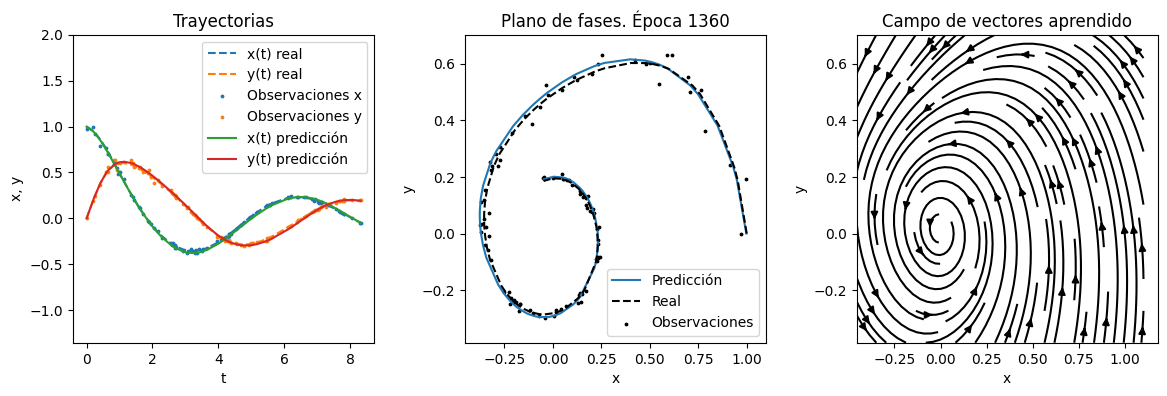 Trayectorias
2.0
1.5
1.0
0.5
0.0
−0.5
−1.0
x, y
0
2
4
6
8
t
x(t) real
y(t) real
Observaciones x
Observaciones y
x(t) predicción
y(t) predicción
Plano de fases. Época 1360
0.6
0.4
0.2
0.0
−0.2
y
−0.25
0.00
0.25
0.50
0.75
1.00
x
Predicción
Real
Observaciones
Campo de vectores aprendido
0.6
0.4
0.2
0.0
−0.2
y
−0.25
0.00
0.25
0.50
0.75
1.00
x